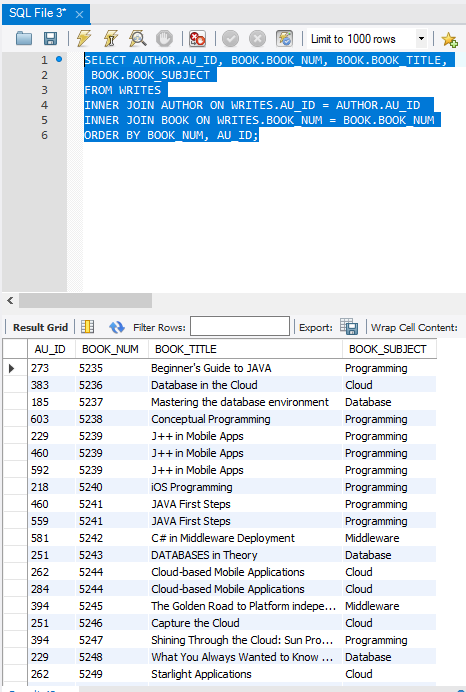 SQL File 3*
Limit to 1000 rows
1 SELECT AUTHOR.AU_ID, BOOK.BOOK_NUM, BOOK.BOOK_TITLE,
2 BOOK.BOOK_SUBJECT
3 FROM WRITES
4 INNER JOIN AUTHOR ON WRITES.AU_ID = AUTHOR.AU_ID
5 INNER JOIN BOOK ON WRITES.BOOK_NUM = BOOK.BOOK_NUM
6 ORDER BY BOOK_NUM, AU_ID;
Result Grid Filter Rows: Export: Wrap Cell Content:
AU_ID BOOK_NUM BOOK_TITLE BOOK_SUBJECT
273 5235 Beginner's Guide to JAVA Programming
383 5236 Database in the Cloud Cloud
185 5237 Mastering the database environment Database
603 5238 Conceptual Programming Programming
229 5239 J++ in Mobile Apps Programming
460 5239 J++ in Mobile Apps Programming
592 5239 J++ in Mobile Apps Programming
218 5240 iOS Programming Programming
460 5241 JAVA First Steps Programming
559 5241 JAVA First Steps Programming
581 5242 C# in Middleware Deployment Middleware
251 5243 DATABASES in Theory Database
262 5244 Cloud-based Mobile Applications Cloud
284 5244 Cloud-based Mobile Applications Cloud
394 5245 The Golden Road to Platform indepe... Middleware
251 5246 Capture the Cloud Cloud
394 5247 Shining Through the Cloud: Sun Pro... Programming
229 5248 What You Always Wanted to Know ... Database
262 5249 Starlight Applications Cloud